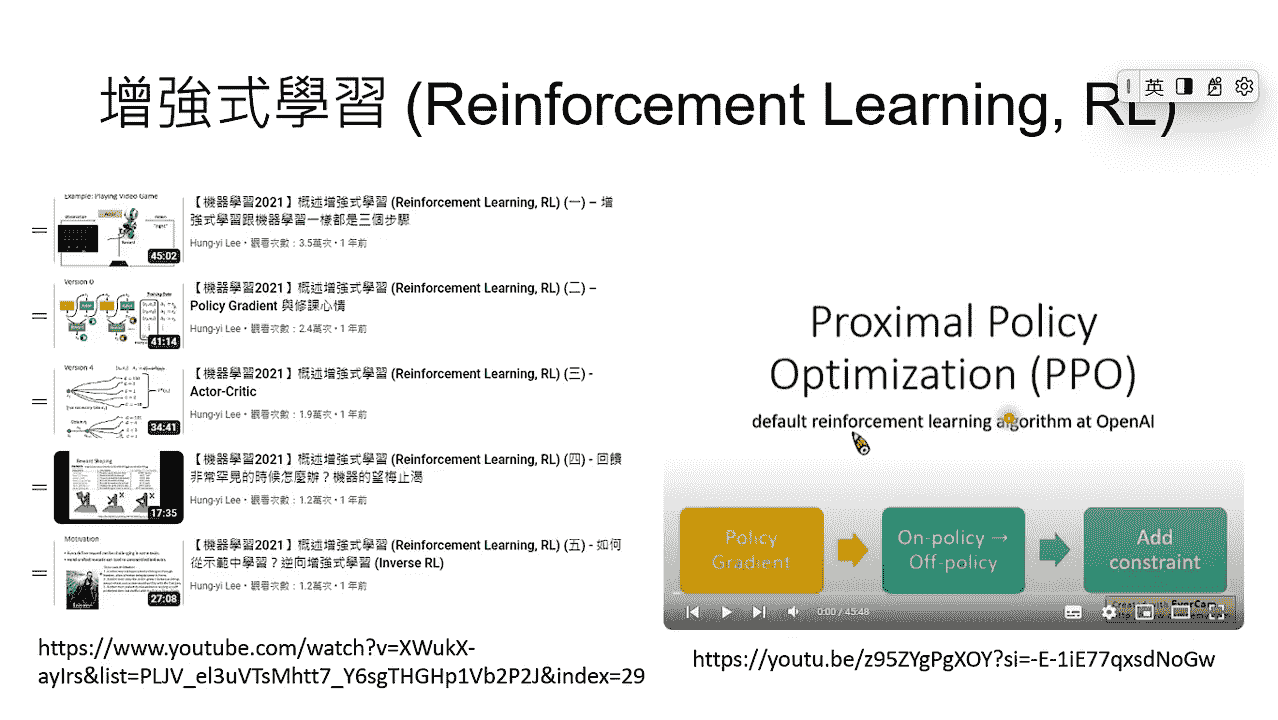 增強式學習 (Reinforcement Learning, RL)
英
Example: Playing Video Game
45:02
【機器學習2021】概述增強式學習 (Reinforcement Learning, RL) (一) – 增
強式學習跟機器學習一樣都是三個步驟
Hung-yi Lee • 觀看次數：3.5萬次 • 1 年前
Version 0
41:14
【機器學習2021】概述增強式學習 (Reinforcement Learning, RL) (二) –
Policy Gradient 與修課心情
Hung-yi Lee • 觀看次數：2.4萬次 • 1 年前
Version 4
34:41
【機器學習2021】概述增強式學習 (Reinforcement Learning, RL) (三) -
Actor-Critic
Hung-yi Lee • 觀看次數：1.9萬次 • 1 年前
Reward Shaping
17:35
【機器學習2021】概述增強式學習 (Reinforcement Learning, RL) (四) - 回饋
非常罕見的時候怎麼辦？機器的望梅止渴
Hung-yi Lee • 觀看次數：1.2萬次 • 1 年前
Motivation
27:08
【機器學習2021】概述增強式學習 (Reinforcement Learning, RL) (五) - 如何
從示範中學習？逆向增強式學習 (Inverse RL)
Hung-yi Lee • 觀看次數：1.2萬次 • 1 年前
https://www.youtube.com/watch?v=XWukX-
ayIrs&list=PLJV_el3uVTsMhtt7_Y6sgTHGHp1Vb2P2J&index=29
Proximal Policy
Optimization (PPO)
default reinforcement learning algorithm at OpenAI
Policy
Gradient
On-policy →
Off-policy
Add
constraint
0:00 / 45:48
https://youtu.be/z95ZYgPgXOY?si=-E-1iE77qxsdNoGw